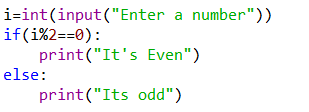 i=int(input("Enter a number"))
if(i%2==0):
    print("It's Even")
else:
    print("Its odd")